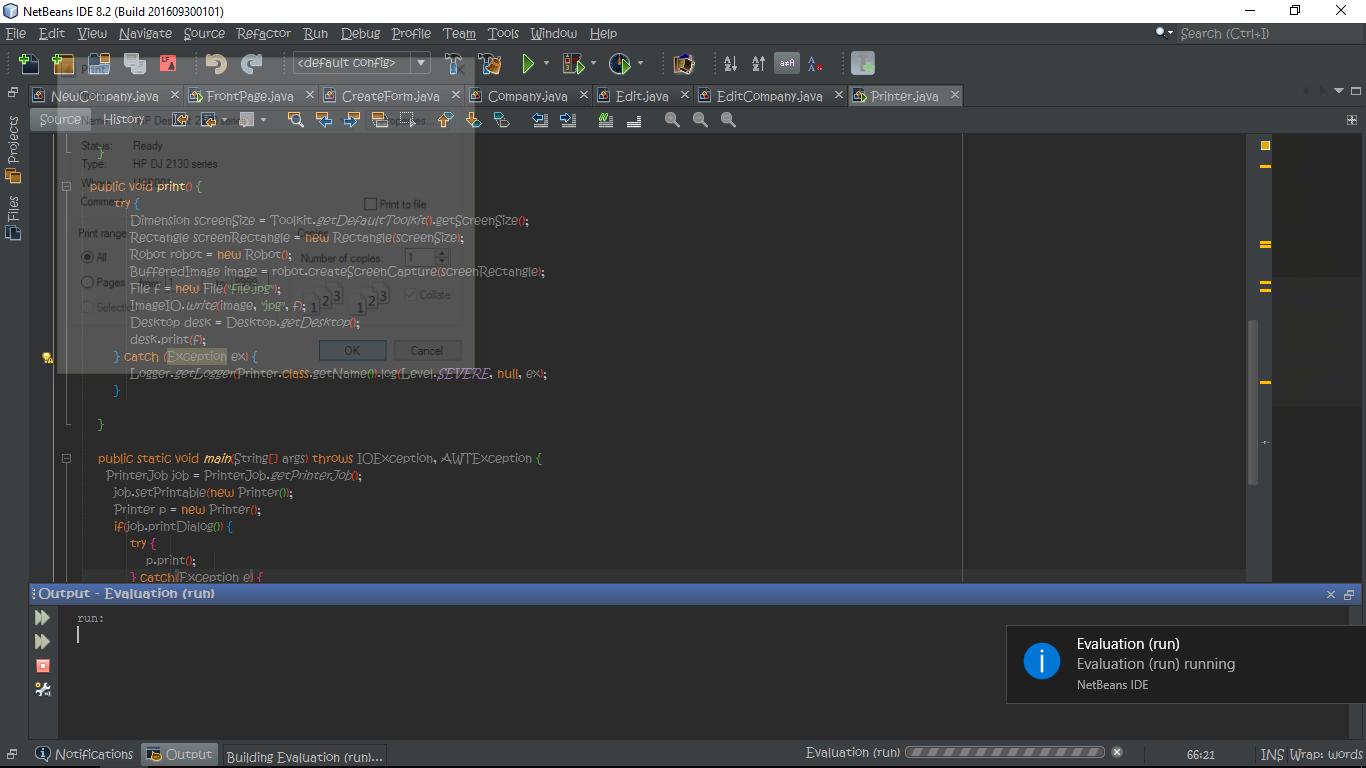 NetBeans IDE 8.2 (Build 201609300101)
File Edit View Navigate Source Refactor Run Debug Profile Team Tools Window Help
Search (Ctrl+I)
<default config>
Print
NewCompany.java FrontPage.java CreateForm.java Company.java Edit.java EditCompany.java Printer.java
Source History
Projects
Files
Status: Ready
}
Type: HP DJ 2130 series
public void print() {
try {
Print to file
Dimension screenSize = Toolkit.getDefaultToolkit().getScreenSize();
Print range
Copies
Rectangle screenRectangle = new Rectangle(screenSize);
Robot robot = new Robot();
All
Number of copies: 1
BufferedImage image = robot.createScreenCapture(screenRectangle);
Pages
File f = new File("file.jpg");
Collate
ImageIO.write(image, "jpg", f);
Desktop desk = Desktop.getDesktop();
desk.print(f);
OK Cancel
} catch (Exception ex) {
Logger.getLogger(Printer.class.getName()).log(Level.SEVERE, null, ex);
}
}
public static void main(String[] args) throws IOException, AWTException {
PrinterJob job = PrinterJob.getPrinterJob();
job.setPrintable(new Printer());
Printer p = new Printer();
if(job.printDialog()) {
try {
p.print();
} catch(Exception e) {
Output - Evaluation (run)
run:
Evaluation (run)
Evaluation (run) running
NetBeans IDE
Notifications Output Building Evaluation (run)... Evaluation (run) 66:21 INS Wrap: words